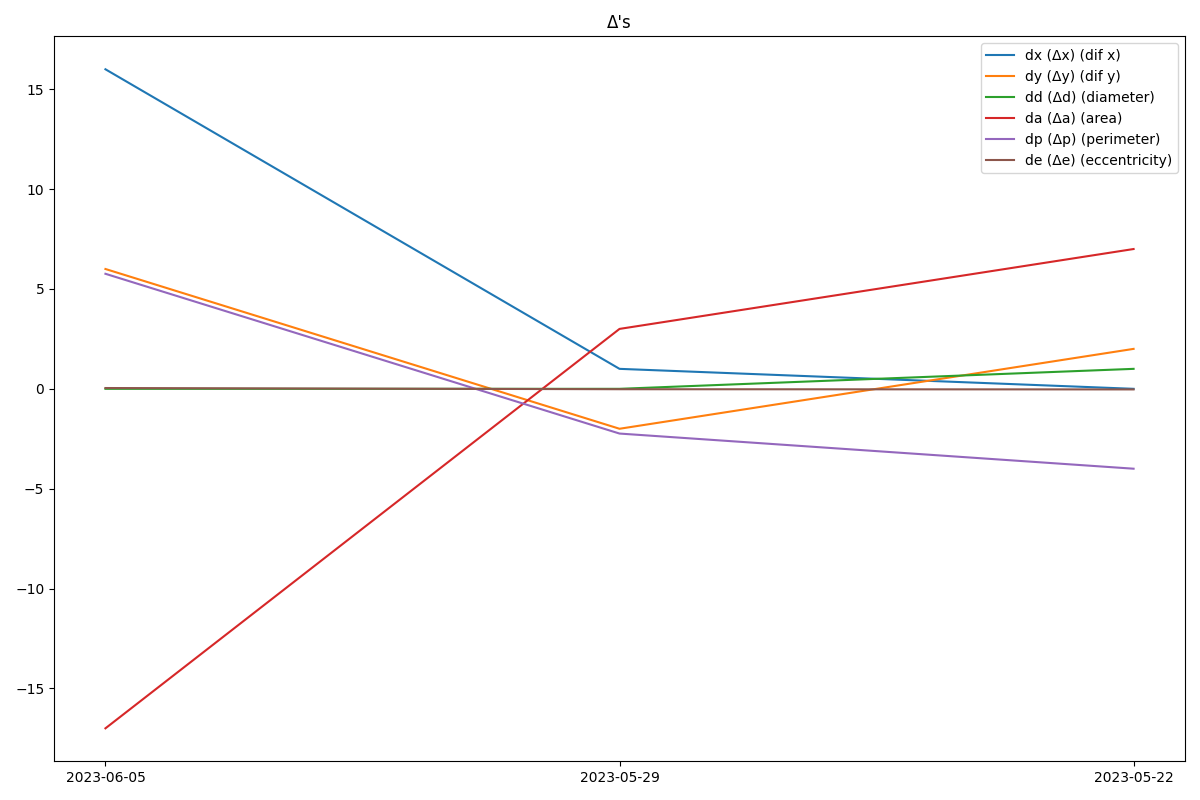 Δ's
dx (Δx) (dif x)
dy (Δy) (dif y)
dd (Δd) (diameter)
da (Δa) (area)
dp (Δp) (perimeter)
de (Δe) (eccentricity)
15
10
5
0
−5
−10
−15
2023-06-05
2023-05-29
2023-05-22